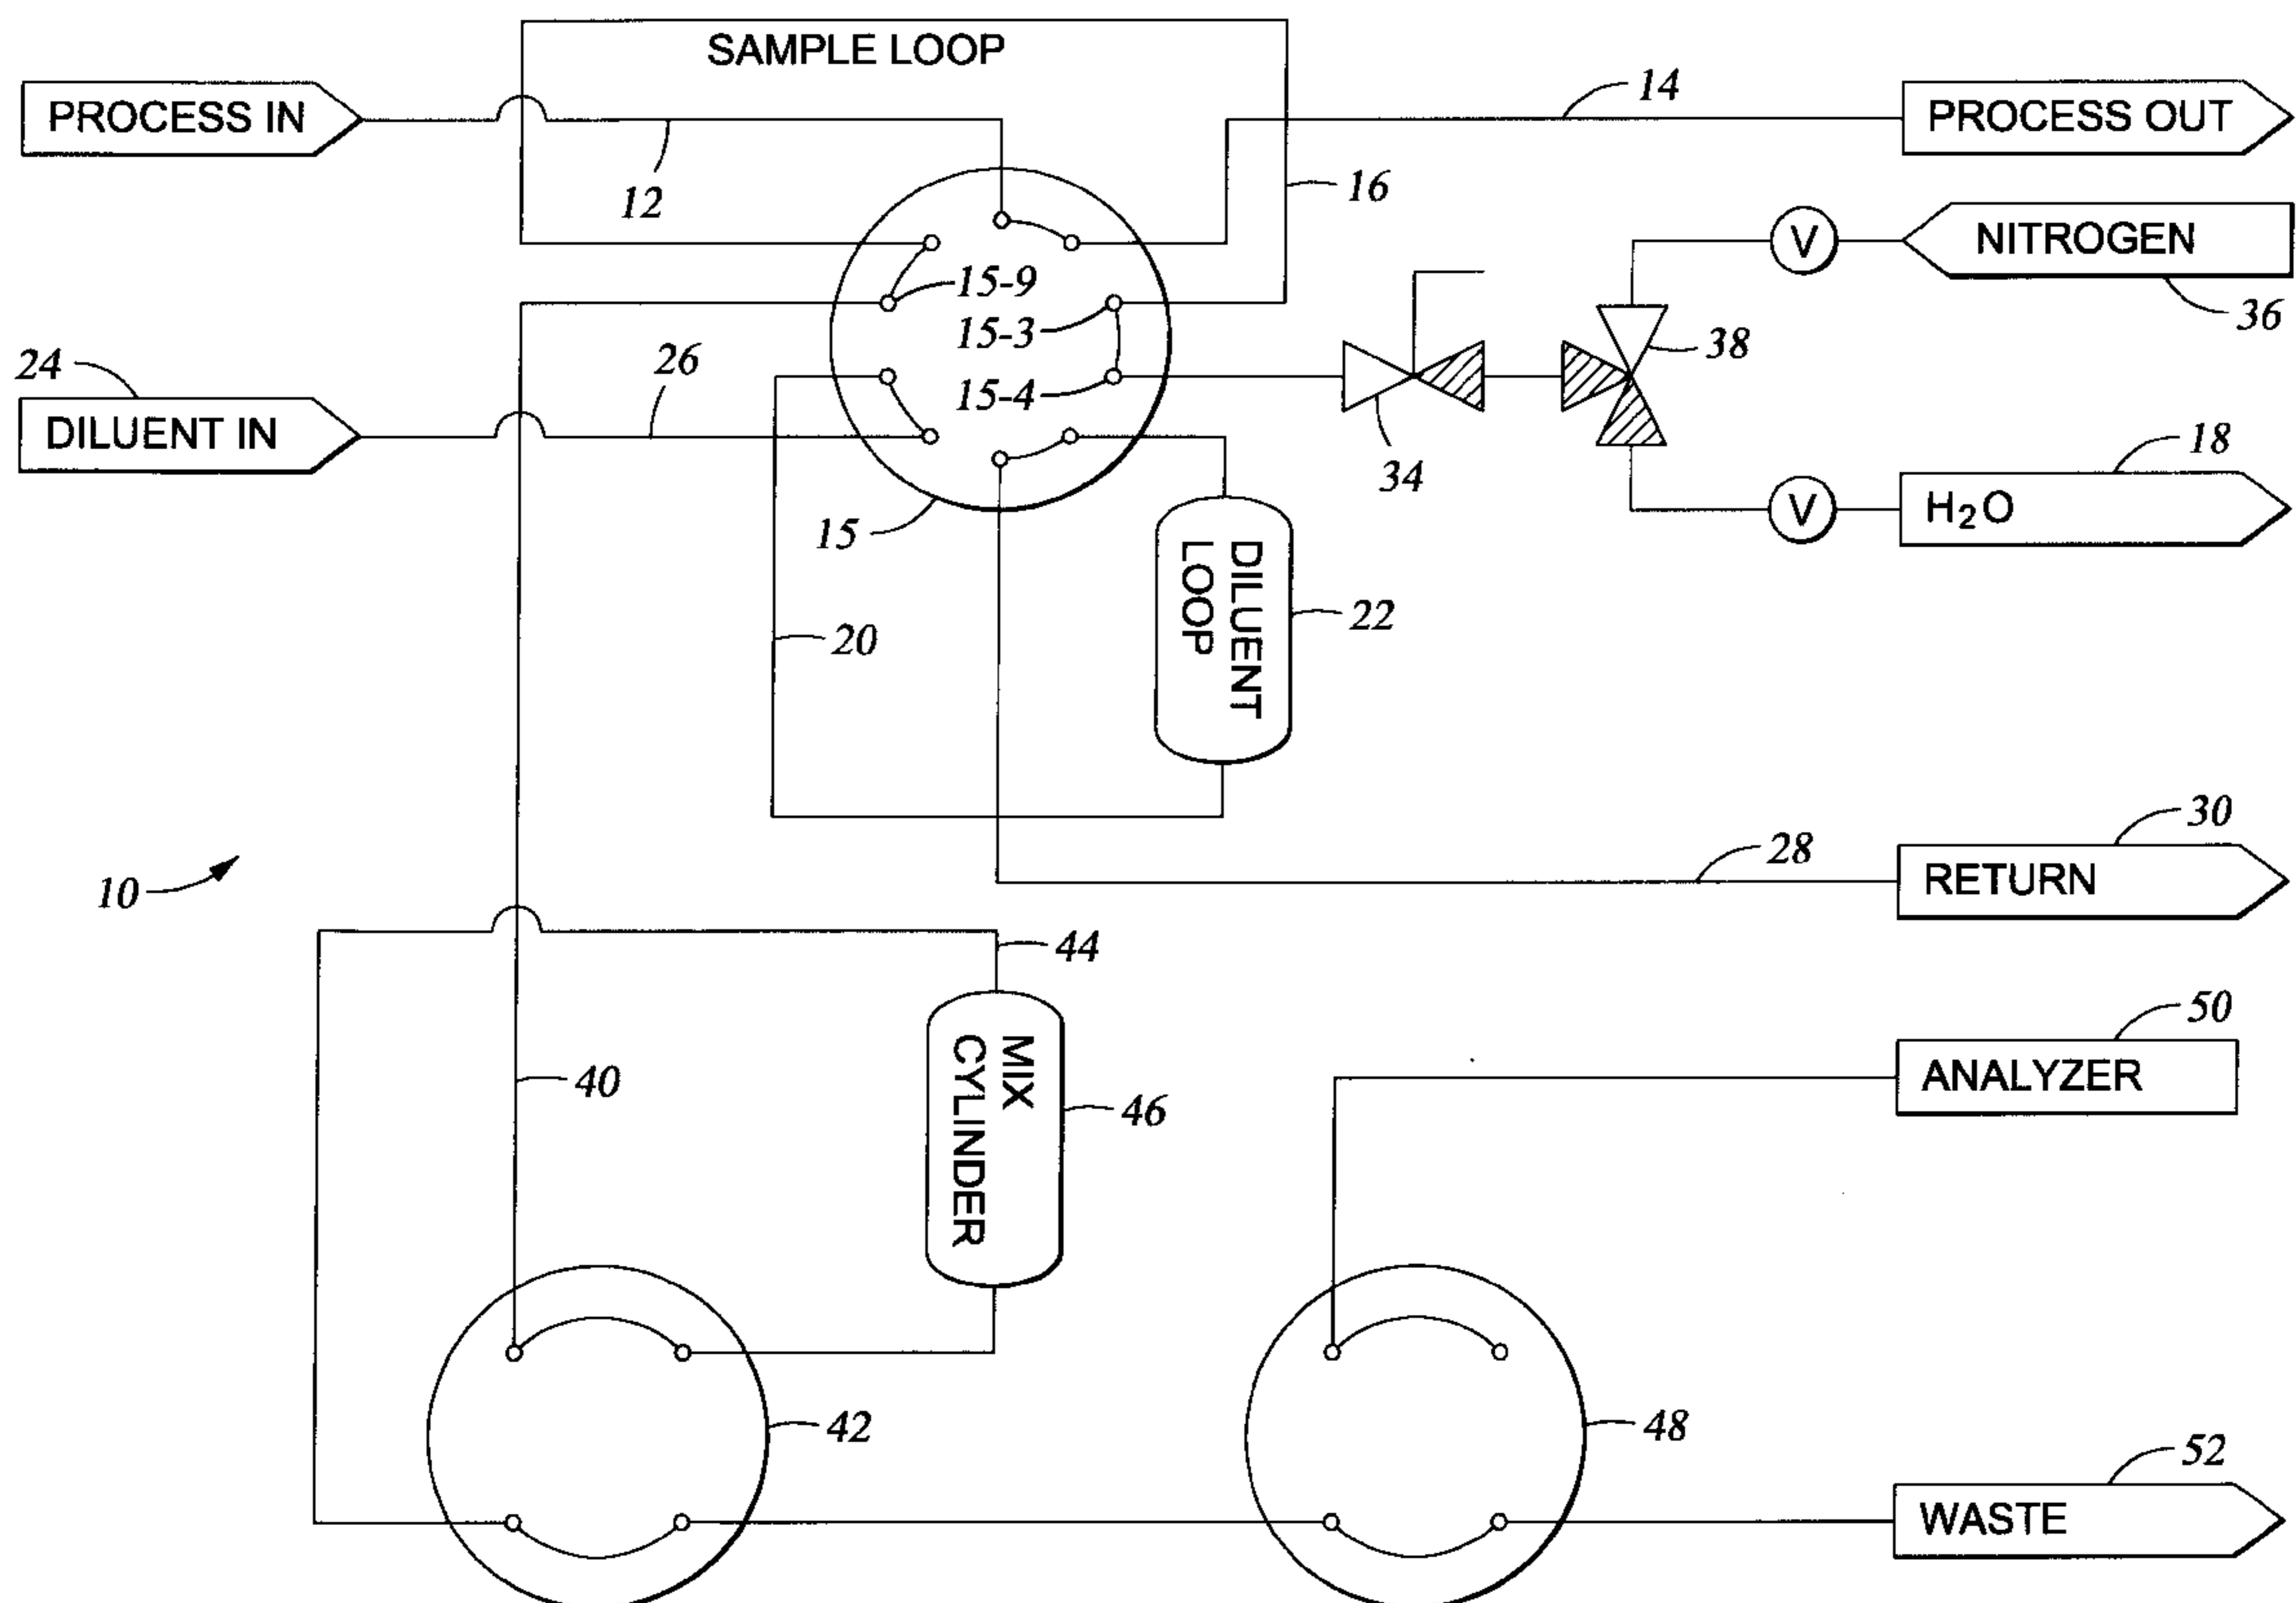 SAMPLE LOOP
PROCESS IN
12
14
PROCESS OUT
16
NITROGEN
V
36
15-9
15-3
15-4
38
24
DILUENT IN
26
34
18
H₂O
V
15
DILUENT
LOOP
22
20
10
28
30
RETURN
44
MIX
CYLINDER
46
40
50
ANALYZER
42
48
52
WASTE